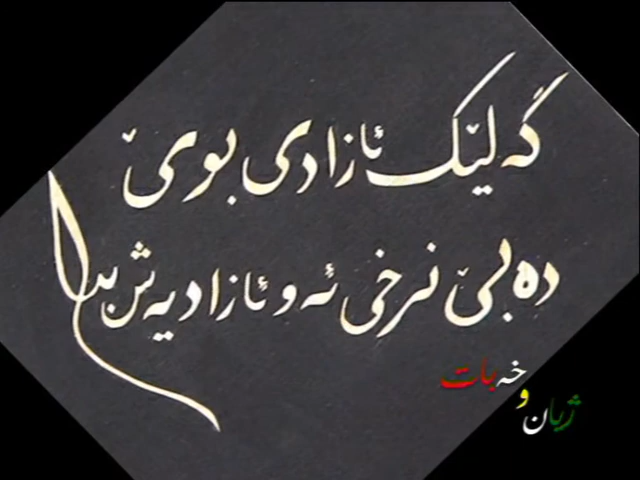 گەلێک ئازادی بوێ
دەبێ نرخی ئەو ئازادیەش بدا
ژیان
و
خەبات